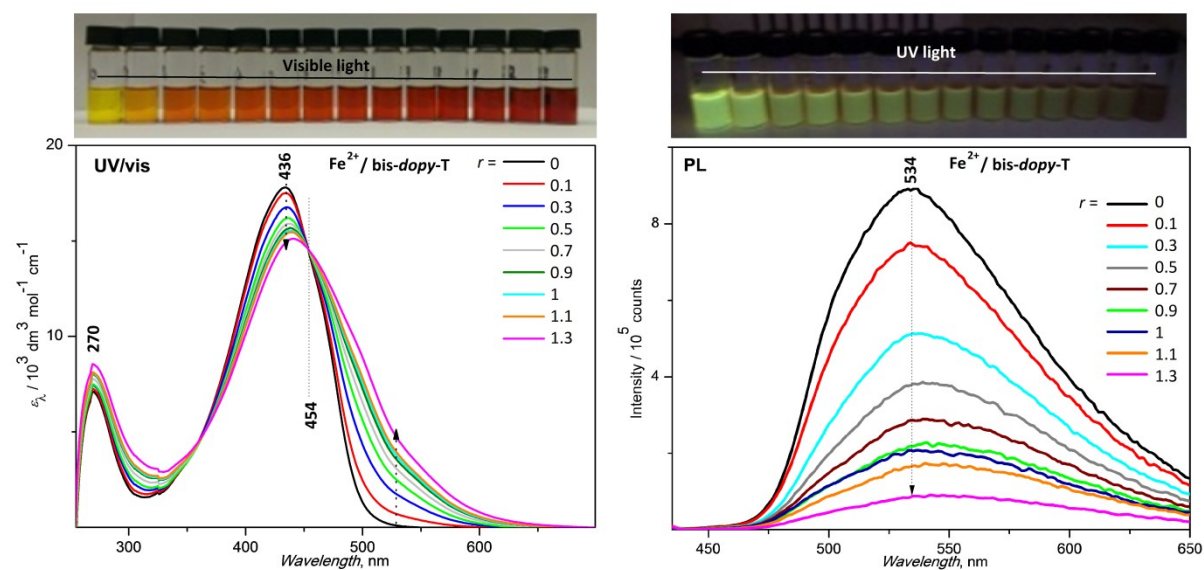 Visible light
UV light
UV/vis
Fe²⁺/ bis-dopy-T
r =
0
0.1
0.3
0.5
0.7
0.9
1
1.1
1.3
436
454
270
20
10
ε_λ / 10³ dm³ mol⁻¹ cm⁻¹
300
400
500
600
Wavelength, nm
PL
Fe²⁺/ bis-dopy-T
r =
0
0.1
0.3
0.5
0.7
0.9
1
1.1
1.3
534
8
4
Intensity / 10⁵ counts
450
500
550
600
650
Wavelength, nm